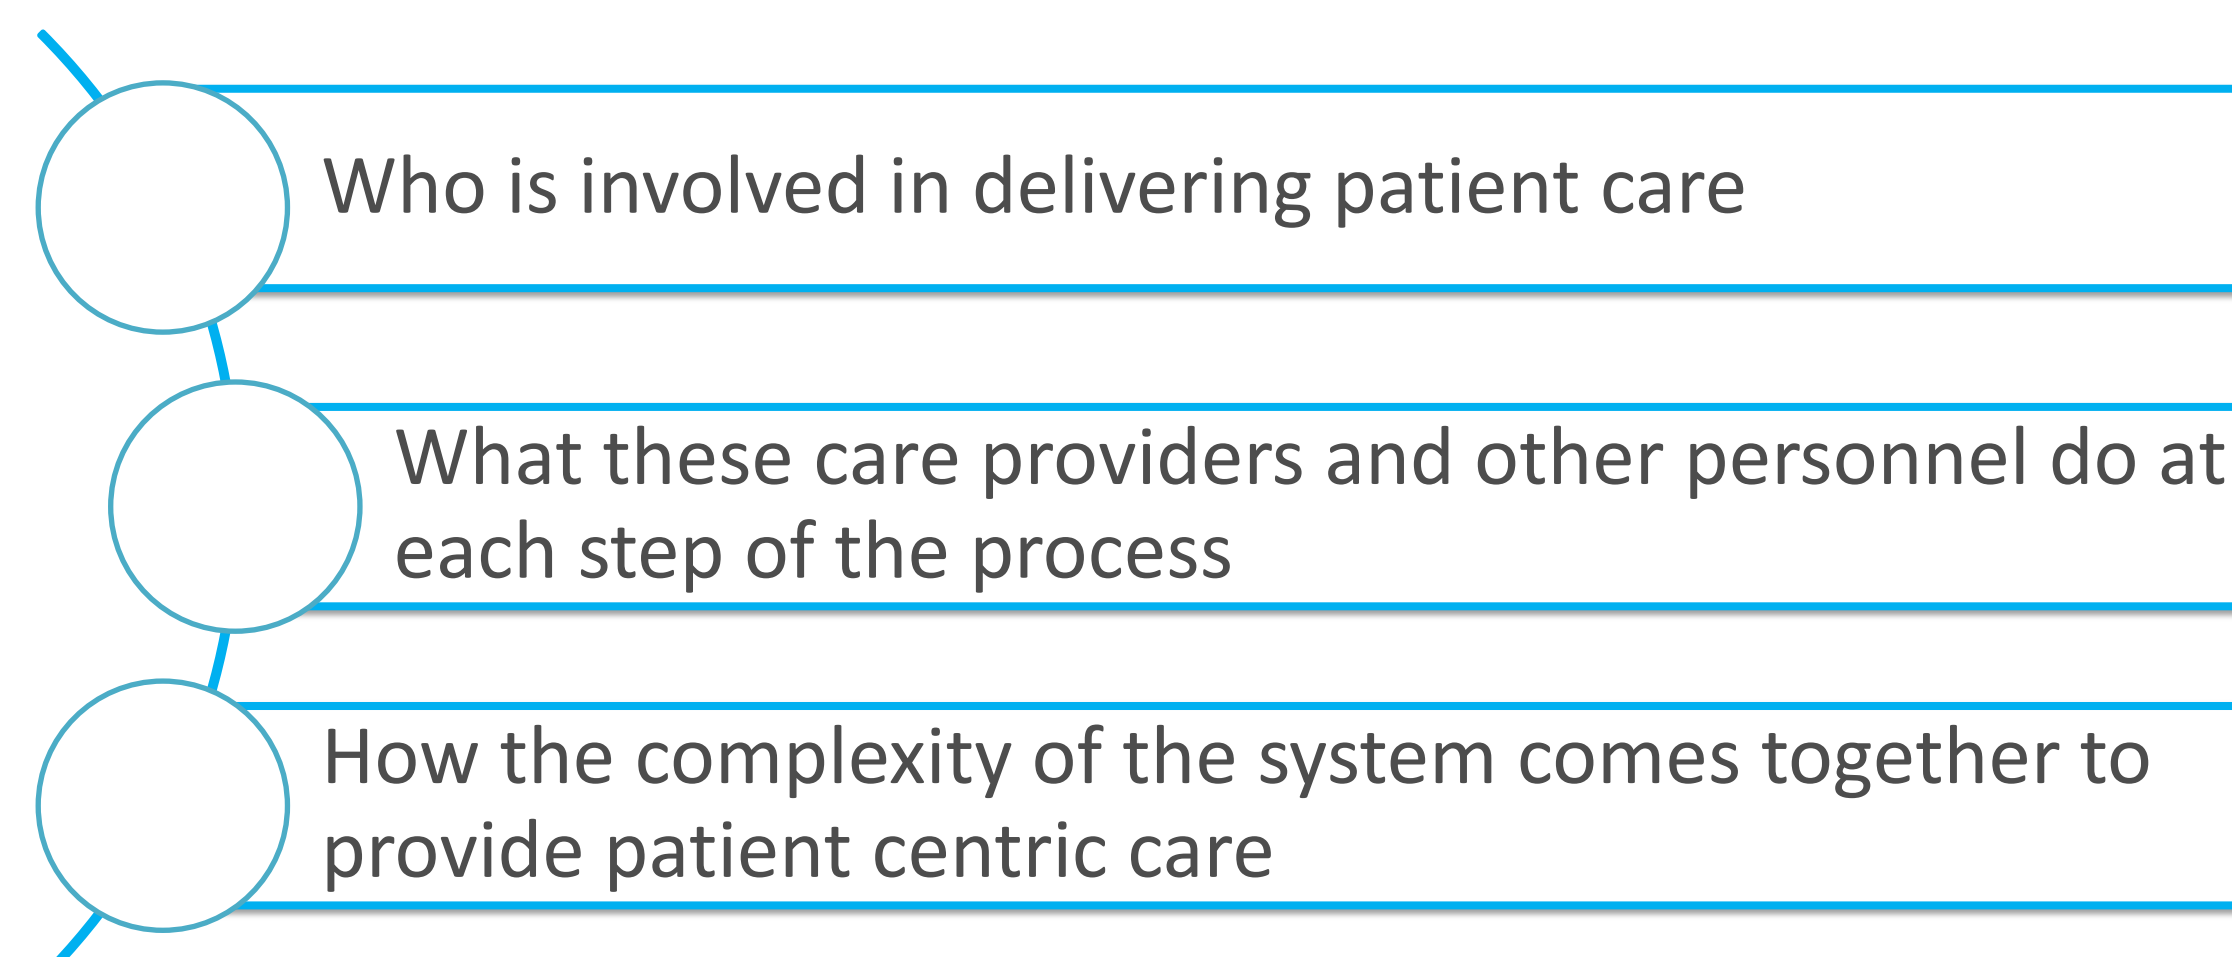 Who is involved in delivering patient care
What these care providers and other personnel do at
each step of the process
How the complexity of the system comes together to
provide patient centric care